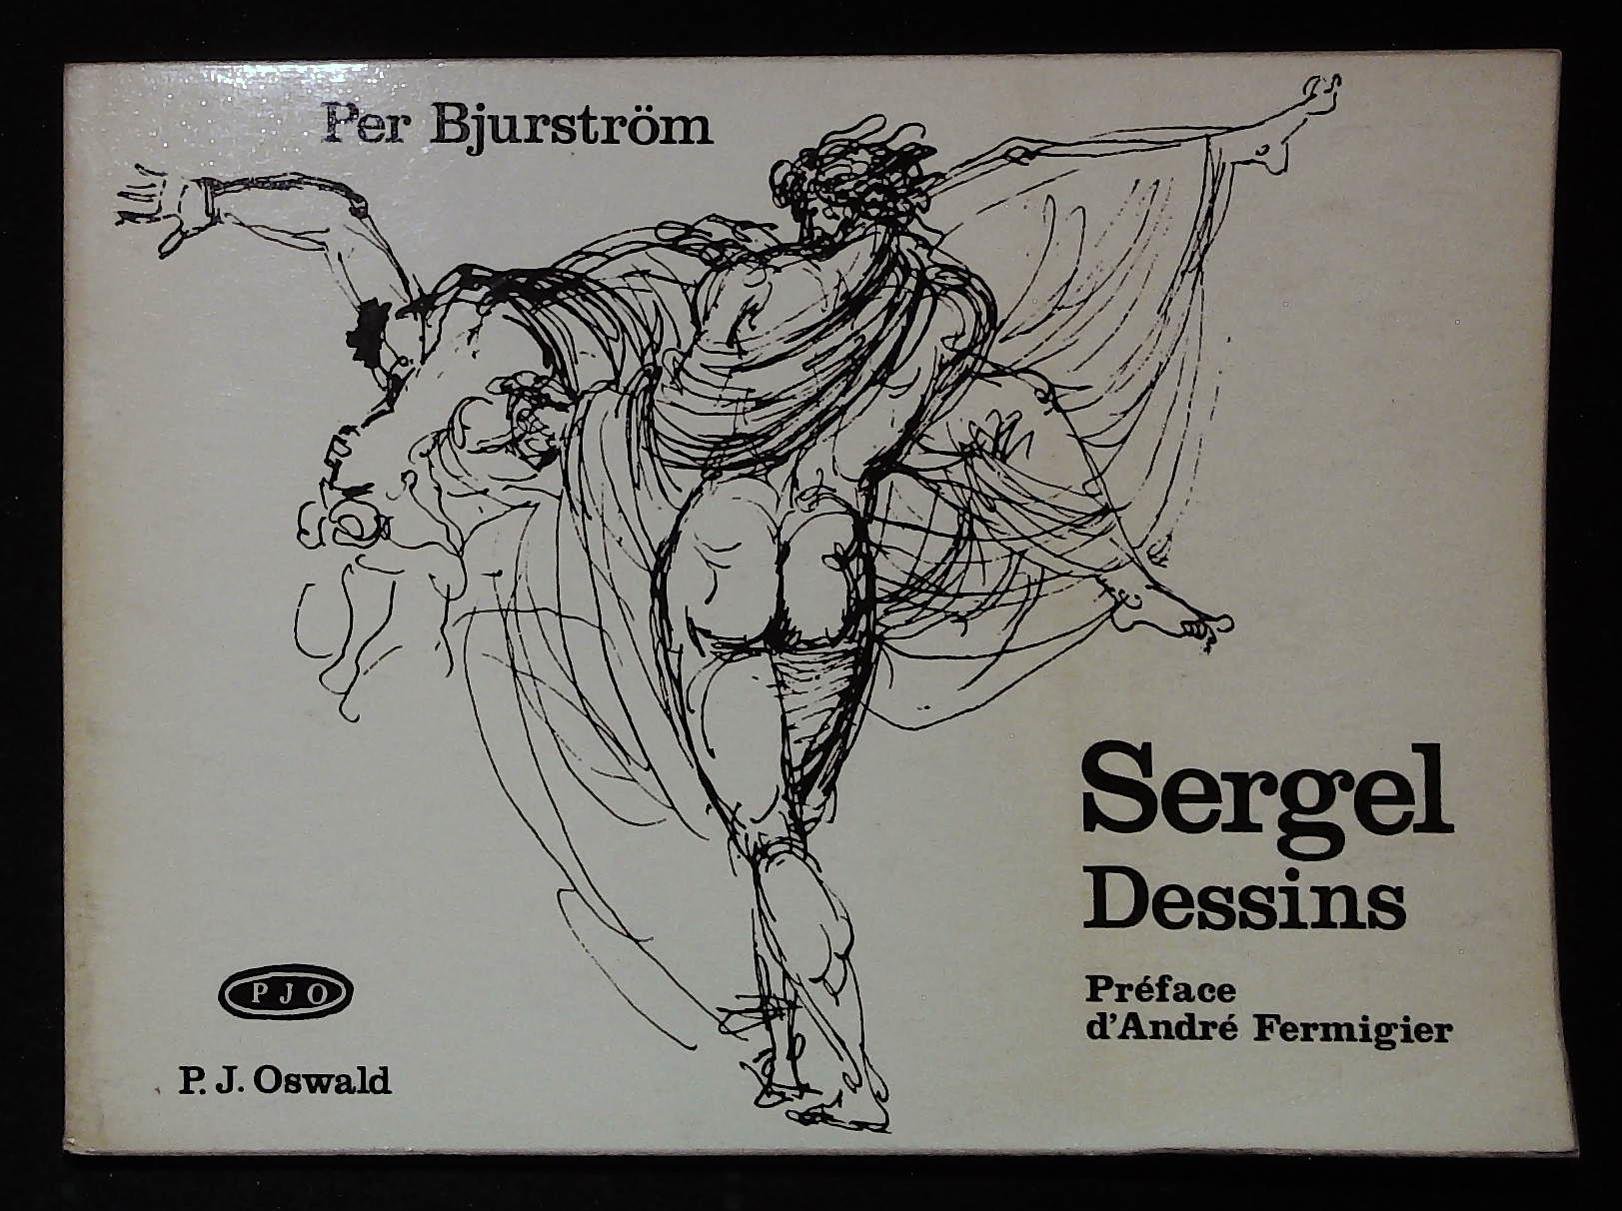 Per Bjurström
Sergel
Dessins
Préface
d'André Fermigier
PJO
P. J. Oswald